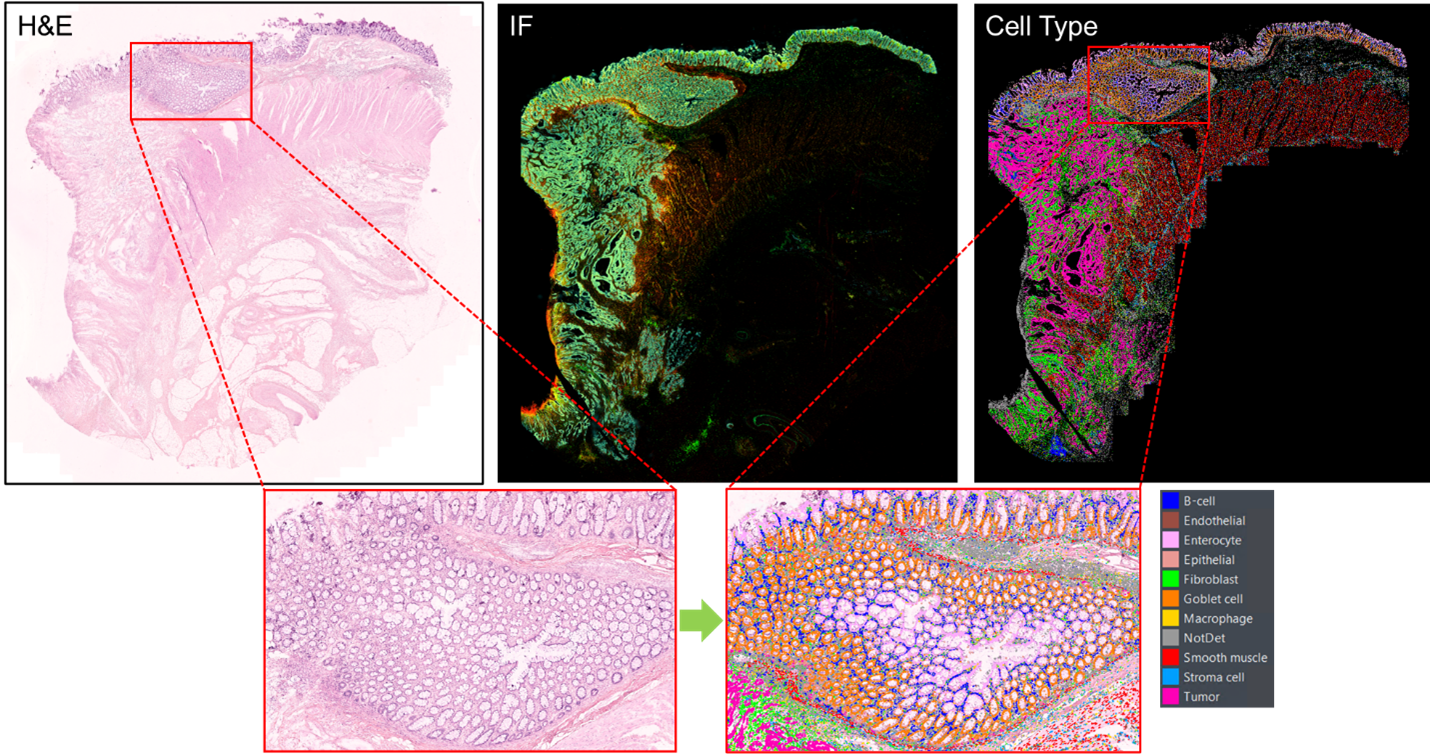 H&E
IF
Cell Type
B-cell
Endothelial
Enterocyte
Epithelial
Fibroblast
Goblet cell
Macrophage
NotDet
Smooth muscle
Stroma cell
Tumor